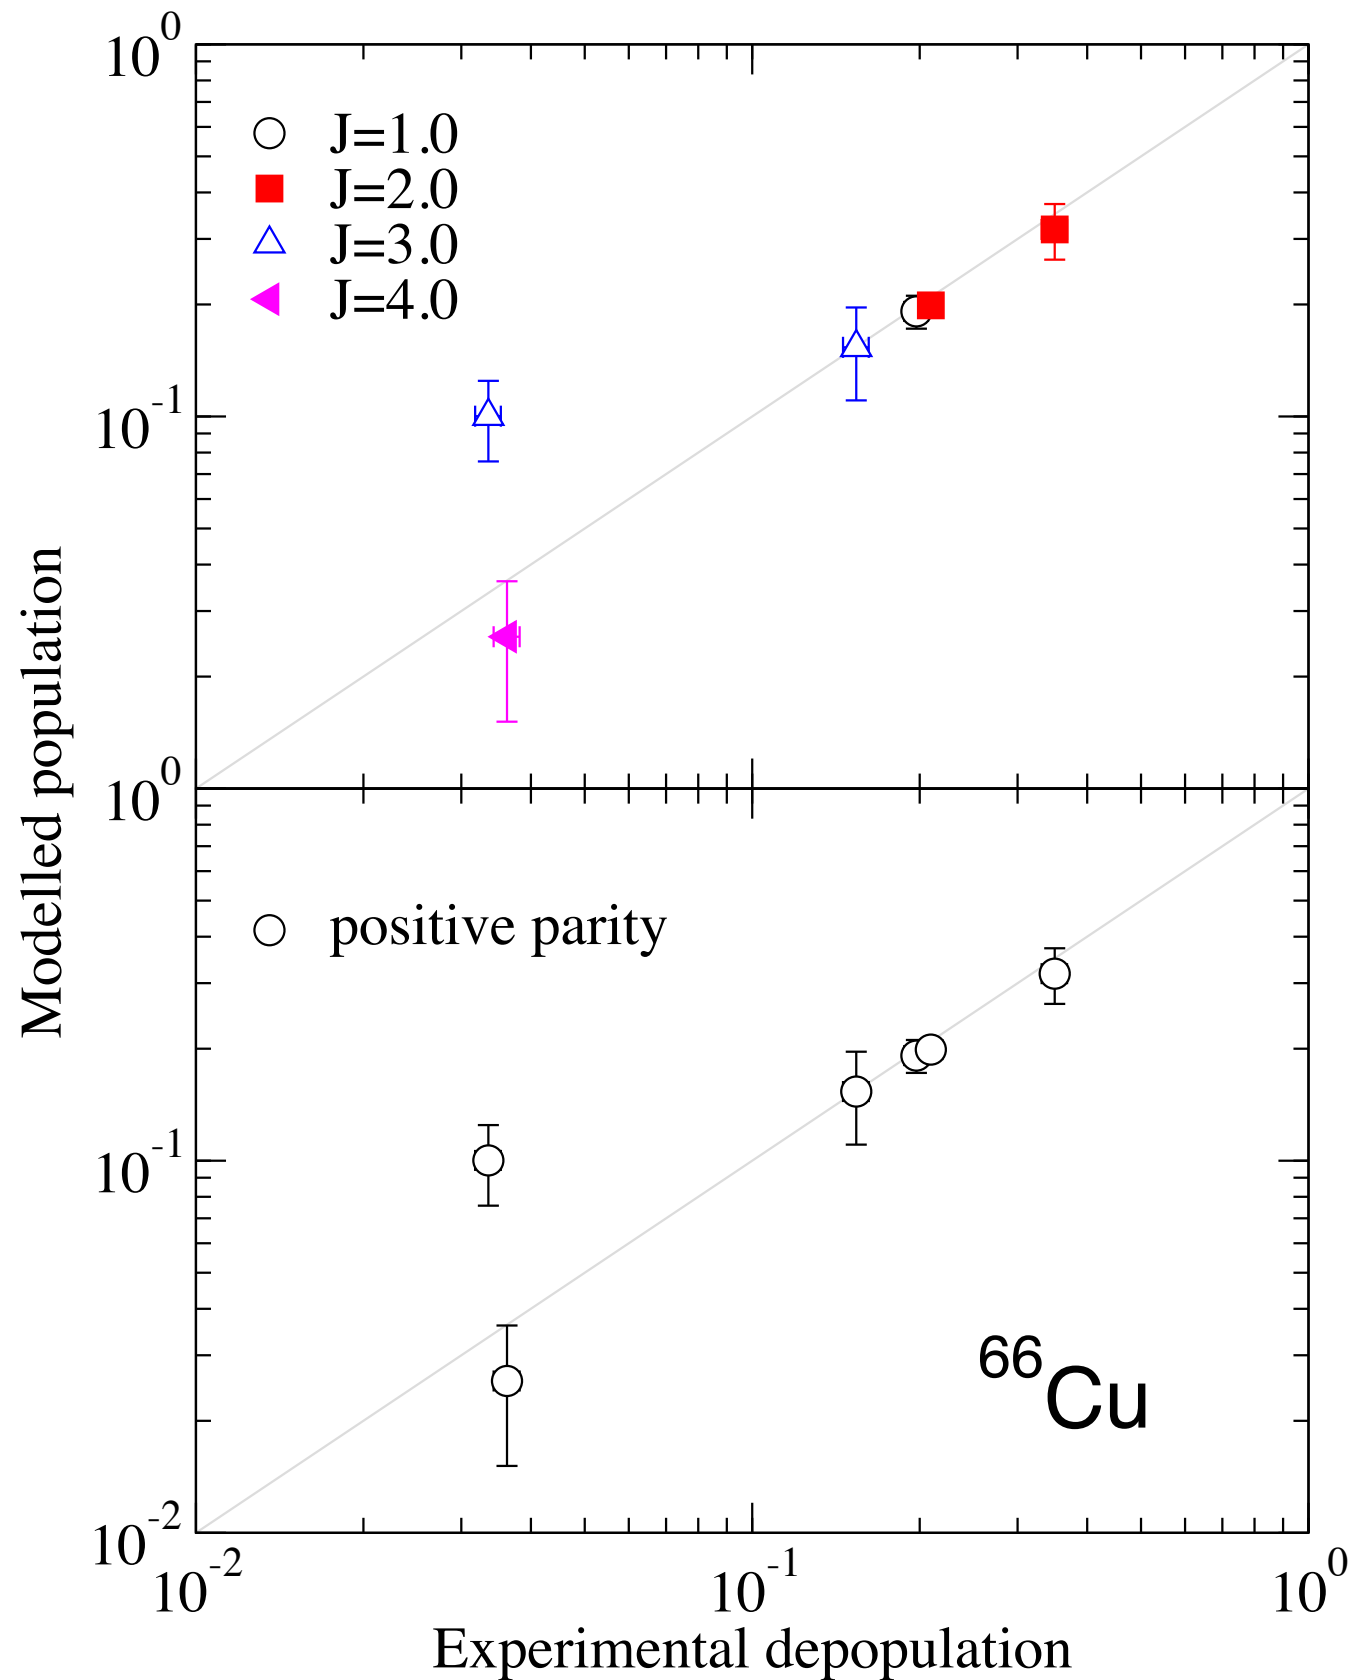 10^0
J=1.0
J=2.0
J=3.0
J=4.0
10^-1
Modelled population
10^0
positive parity
10^-1
^66Cu
10^-2
10^-2 10^-1 10^0
Experimental depopulation